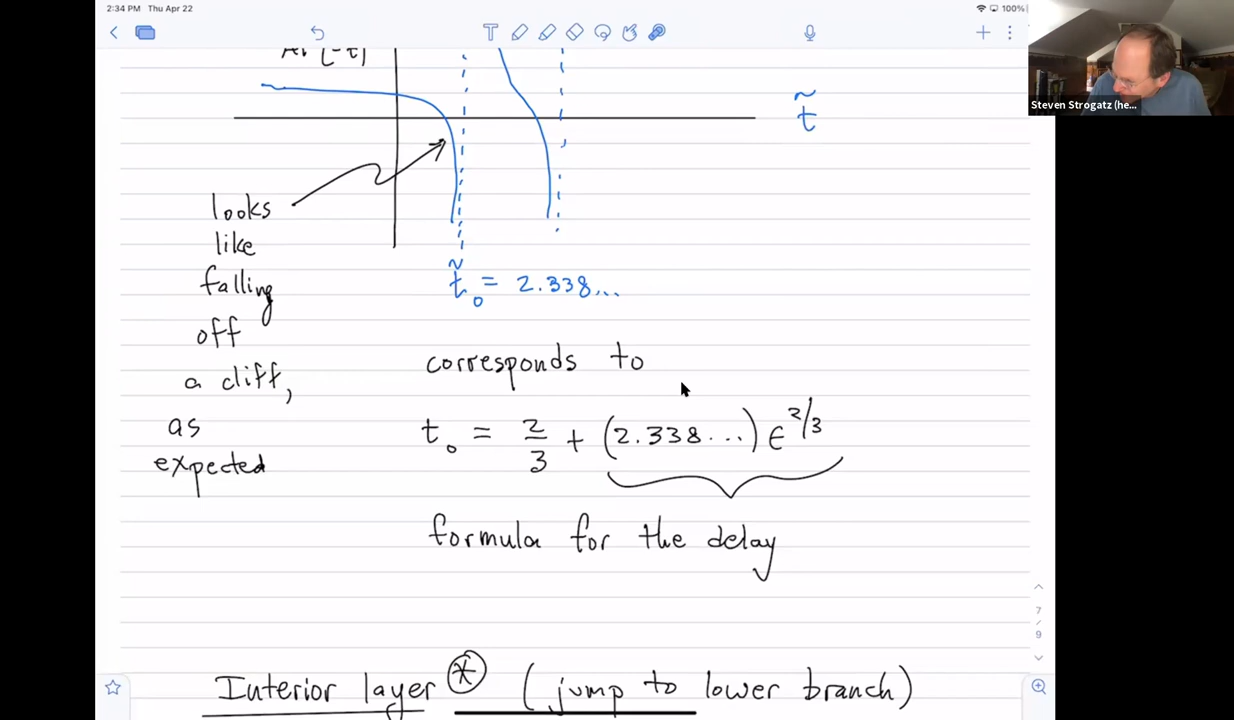 2:34 PM Thu Apr 22
100%
Steven Strogatz (he...
Ai'(-t̃)
t̃
looks
like
falling
off
a cliff,
as
expected
t̃₀ = 2.338...
corresponds to
t₀ = 2/3 + (2.338...) ε^2/3
formula for the delay
7
/
9
Interior layer * (jump to lower branch)